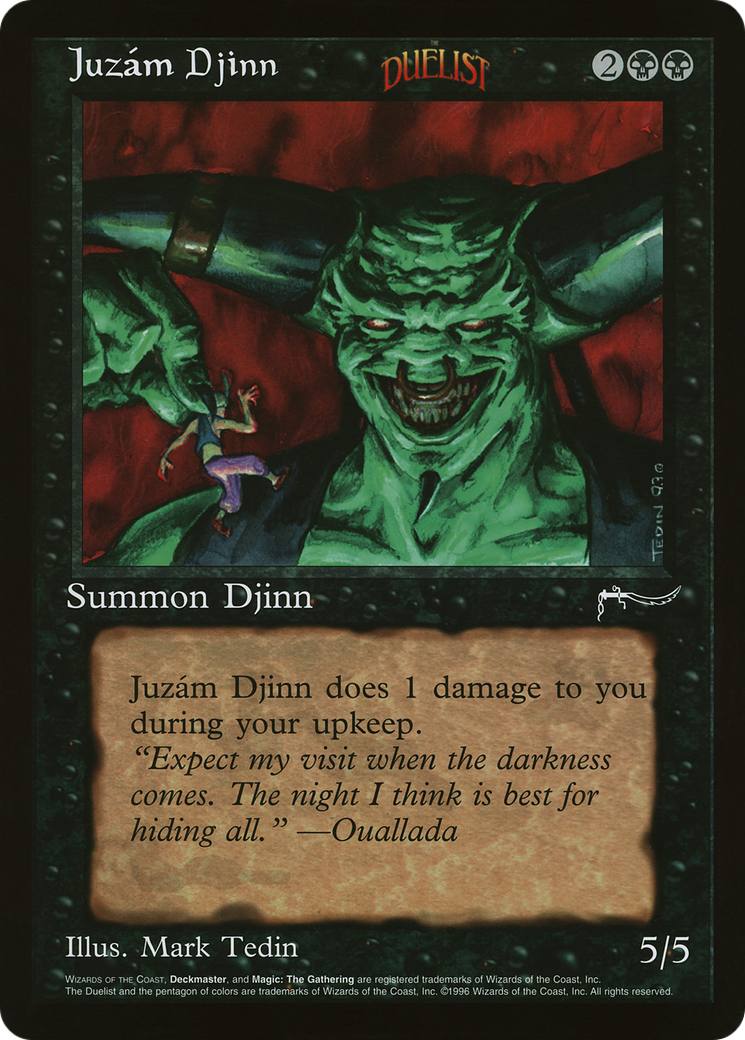 Juzám Djinn
THE
DUELIST
2
TEDIN 93©
Summon Djinn
Juzám Djinn does 1 damage to you
during your upkeep.
“Expect my visit when the darkness
comes. The night I think is best for
hiding all.” —Ouallada
Illus. Mark Tedin
5/5
WIZARDS OF THE COAST, Deckmaster, and Magic: The Gathering are registered trademarks of Wizards of the Coast, Inc.
The Duelist and the pentagon of colors are trademarks of Wizards of the Coast, Inc. ©1996 Wizards of the Coast, Inc. All rights reserved.